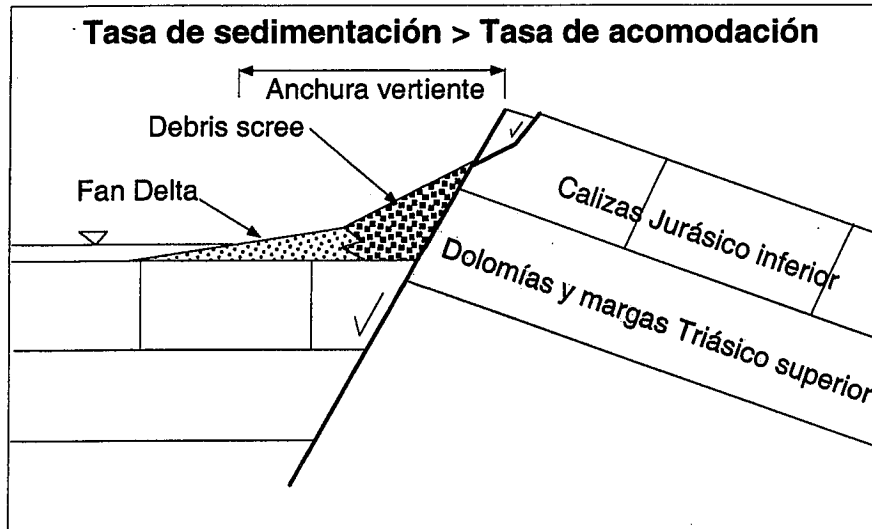 Tasa de sedimentación > Tasa de acomodación
Anchura vertiente
Debris scree
Fan Delta
Calizas Jurásico inferior
Dolomías y margas Triásico superior